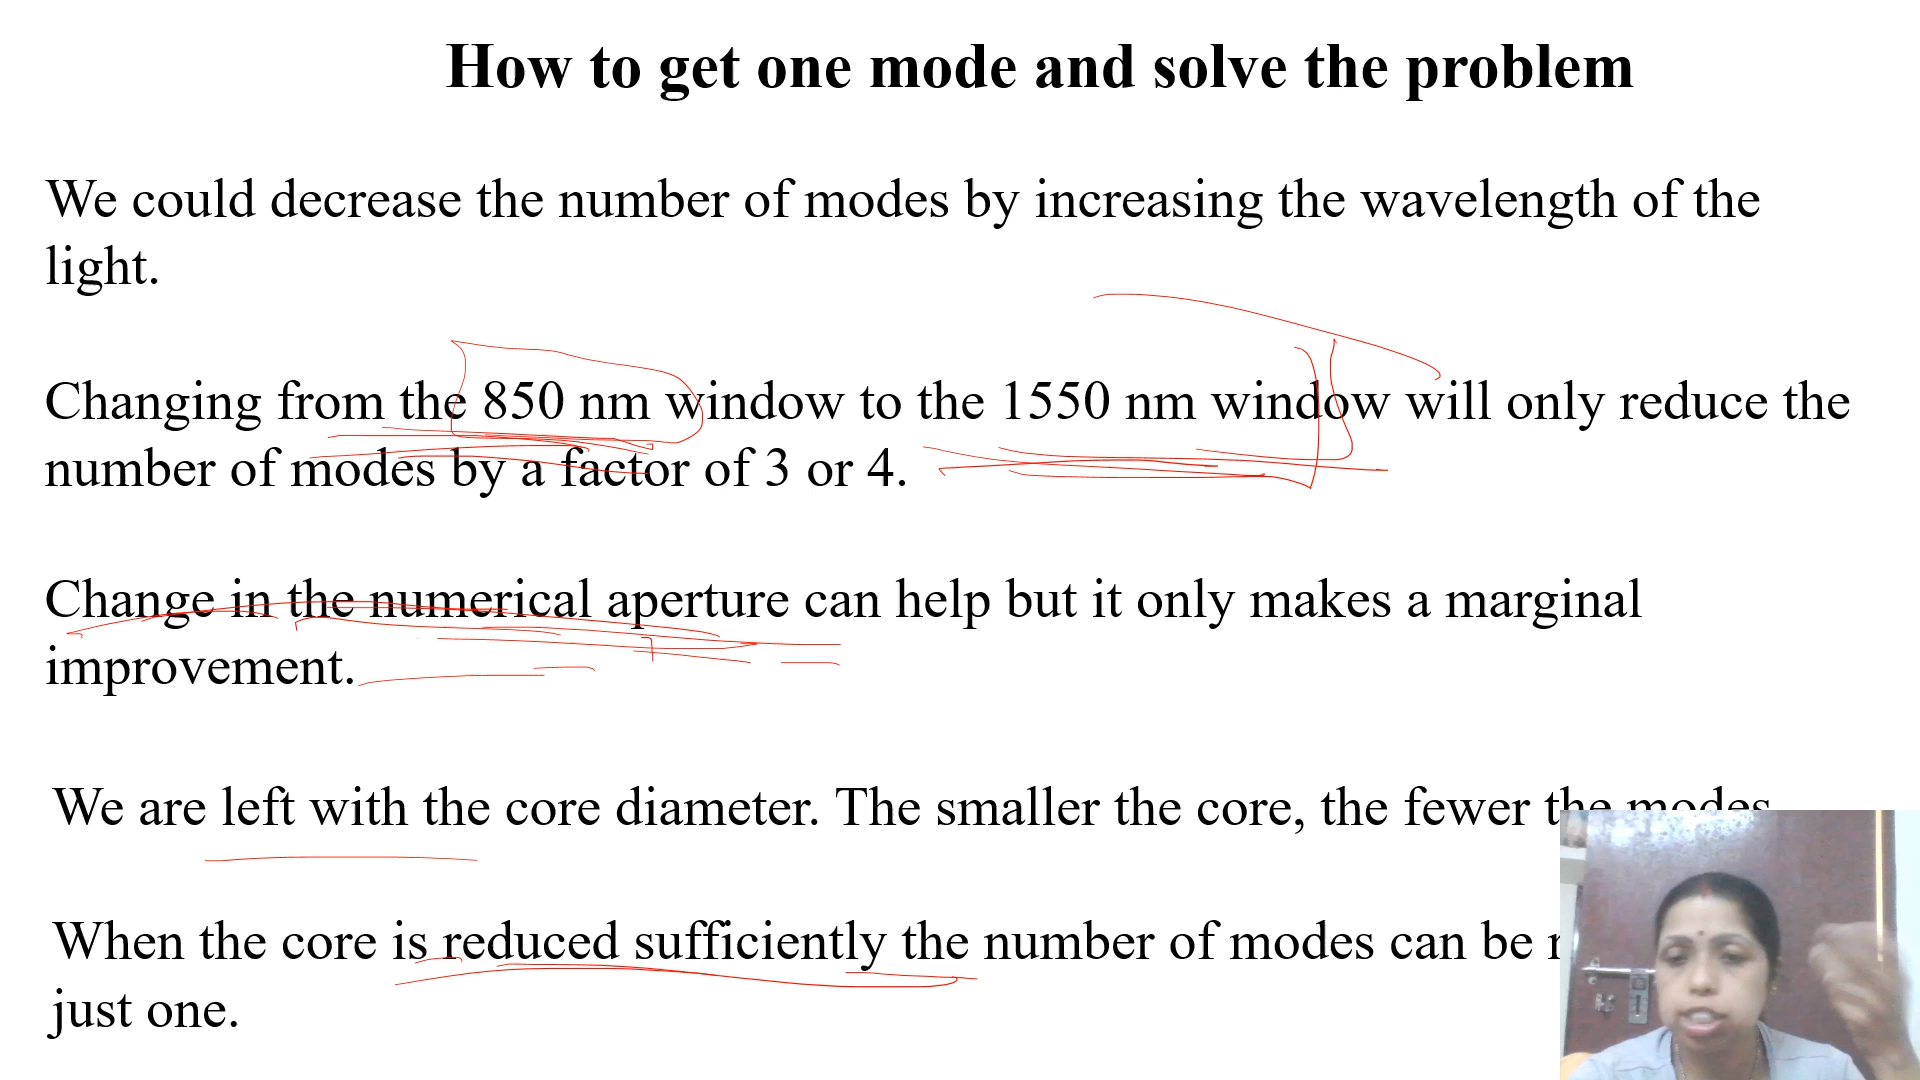 How to get one mode and solve the problem
We could decrease the number of modes by increasing the wavelength of the
light.
Changing from the 850 nm window to the 1550 nm window will only reduce the
number of modes by a factor of 3 or 4.
Change in the numerical aperture can help but it only makes a marginal
improvement.
We are left with the core diameter. The smaller the core, the fewer the modes
When the core is reduced sufficiently the number of modes can be
just one.